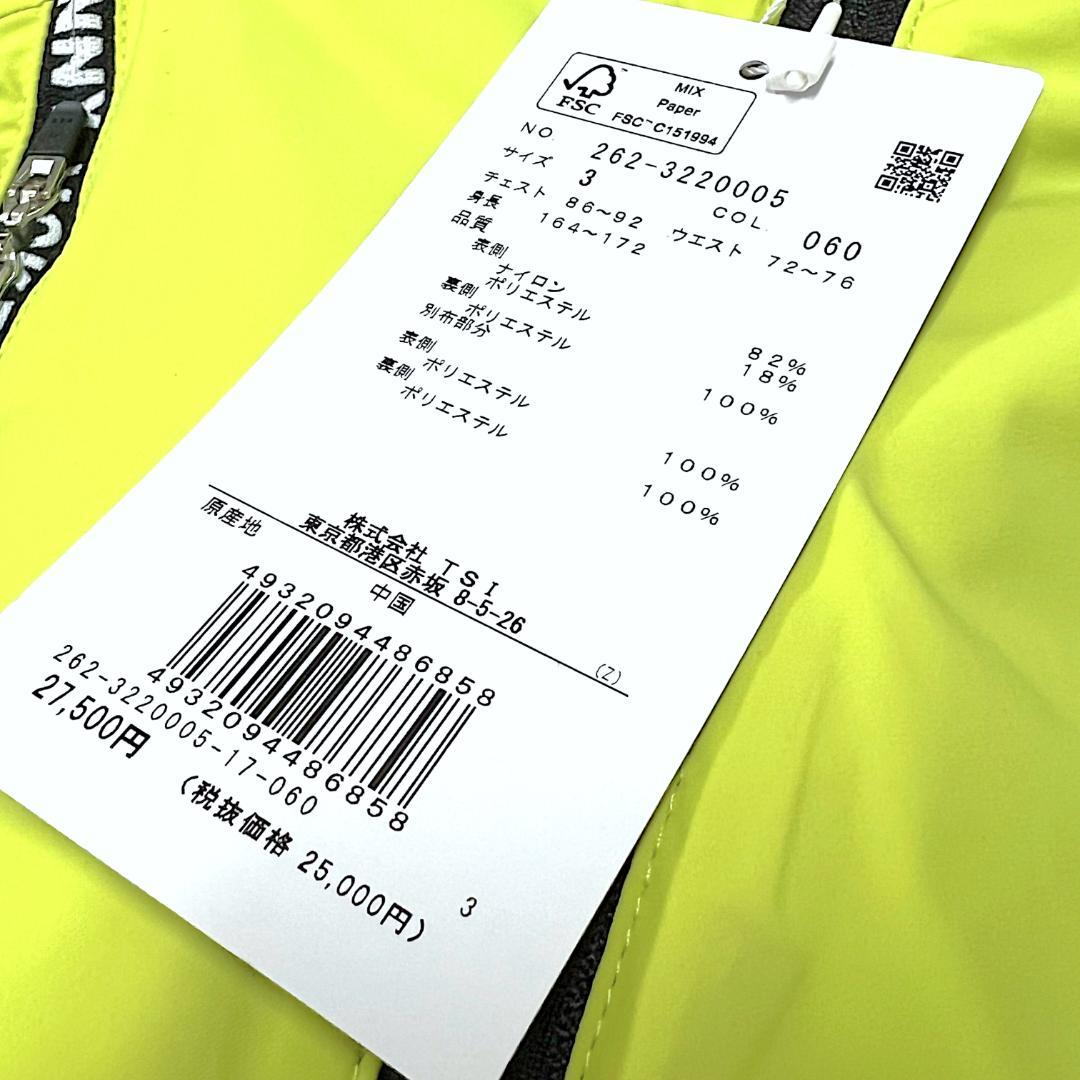 FSC™
MIX
Paper
FSC™ C151994
NO. 262-3220005
サイズ 3 COL. 060
チェスト 86~92 ウエスト 72~76
身長 164~172
品質
表側
ナイロン 82%
ポリエステル 18%
裏側
ポリエステル 100%
別布部分
表側
ポリエステル 100%
裏側
ポリエステル 100%
株式会社 TSI
東京都港区赤坂 8-5-26
(Z)
原産地 中国
4932094486858
4932094486858
262-3220005-17-060
27,500円
(税抜価格 25,000円)
3